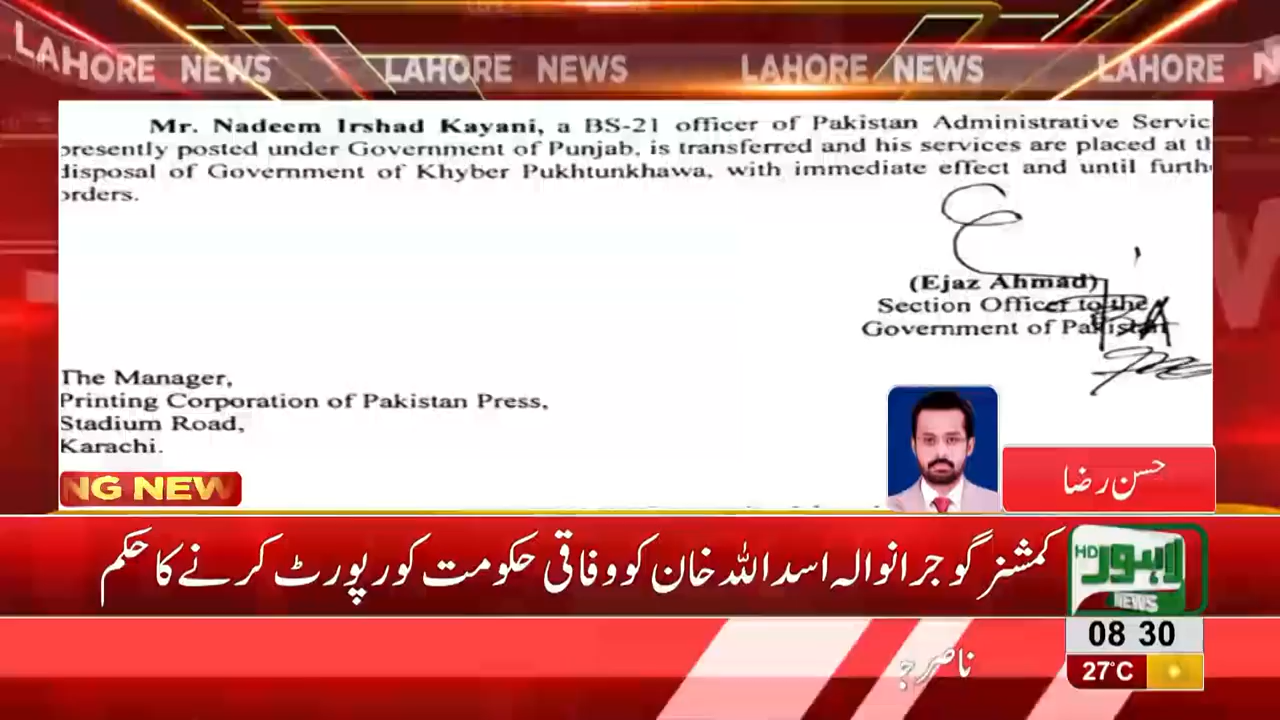 LAHORE NEWS LAHORE NEWS LAHORE NEWS LAHORE N
Mr. Nadeem Irshad Kayani, a BS-21 officer of Pakistan Administrative Servic
presently posted under Government of Punjab, is transferred and his services are placed at th
disposal of Government of Khyber Pukhtunkhawa, with immediate effect and until furth
orders.
(Ejaz Ahmad)
Section Officer to the
Government of Pakistan
The Manager,
Printing Corporation of Pakistan Press,
Stadium Road,
Karachi.
حسن رضا
NG NEW
کمشنر گوجرانوالہ اسد اللہ خان کو وفاقی حکومت کو رپورٹ کرنے کا حکم
HD لاہور
NEWS
08 30
ناصر
27°C